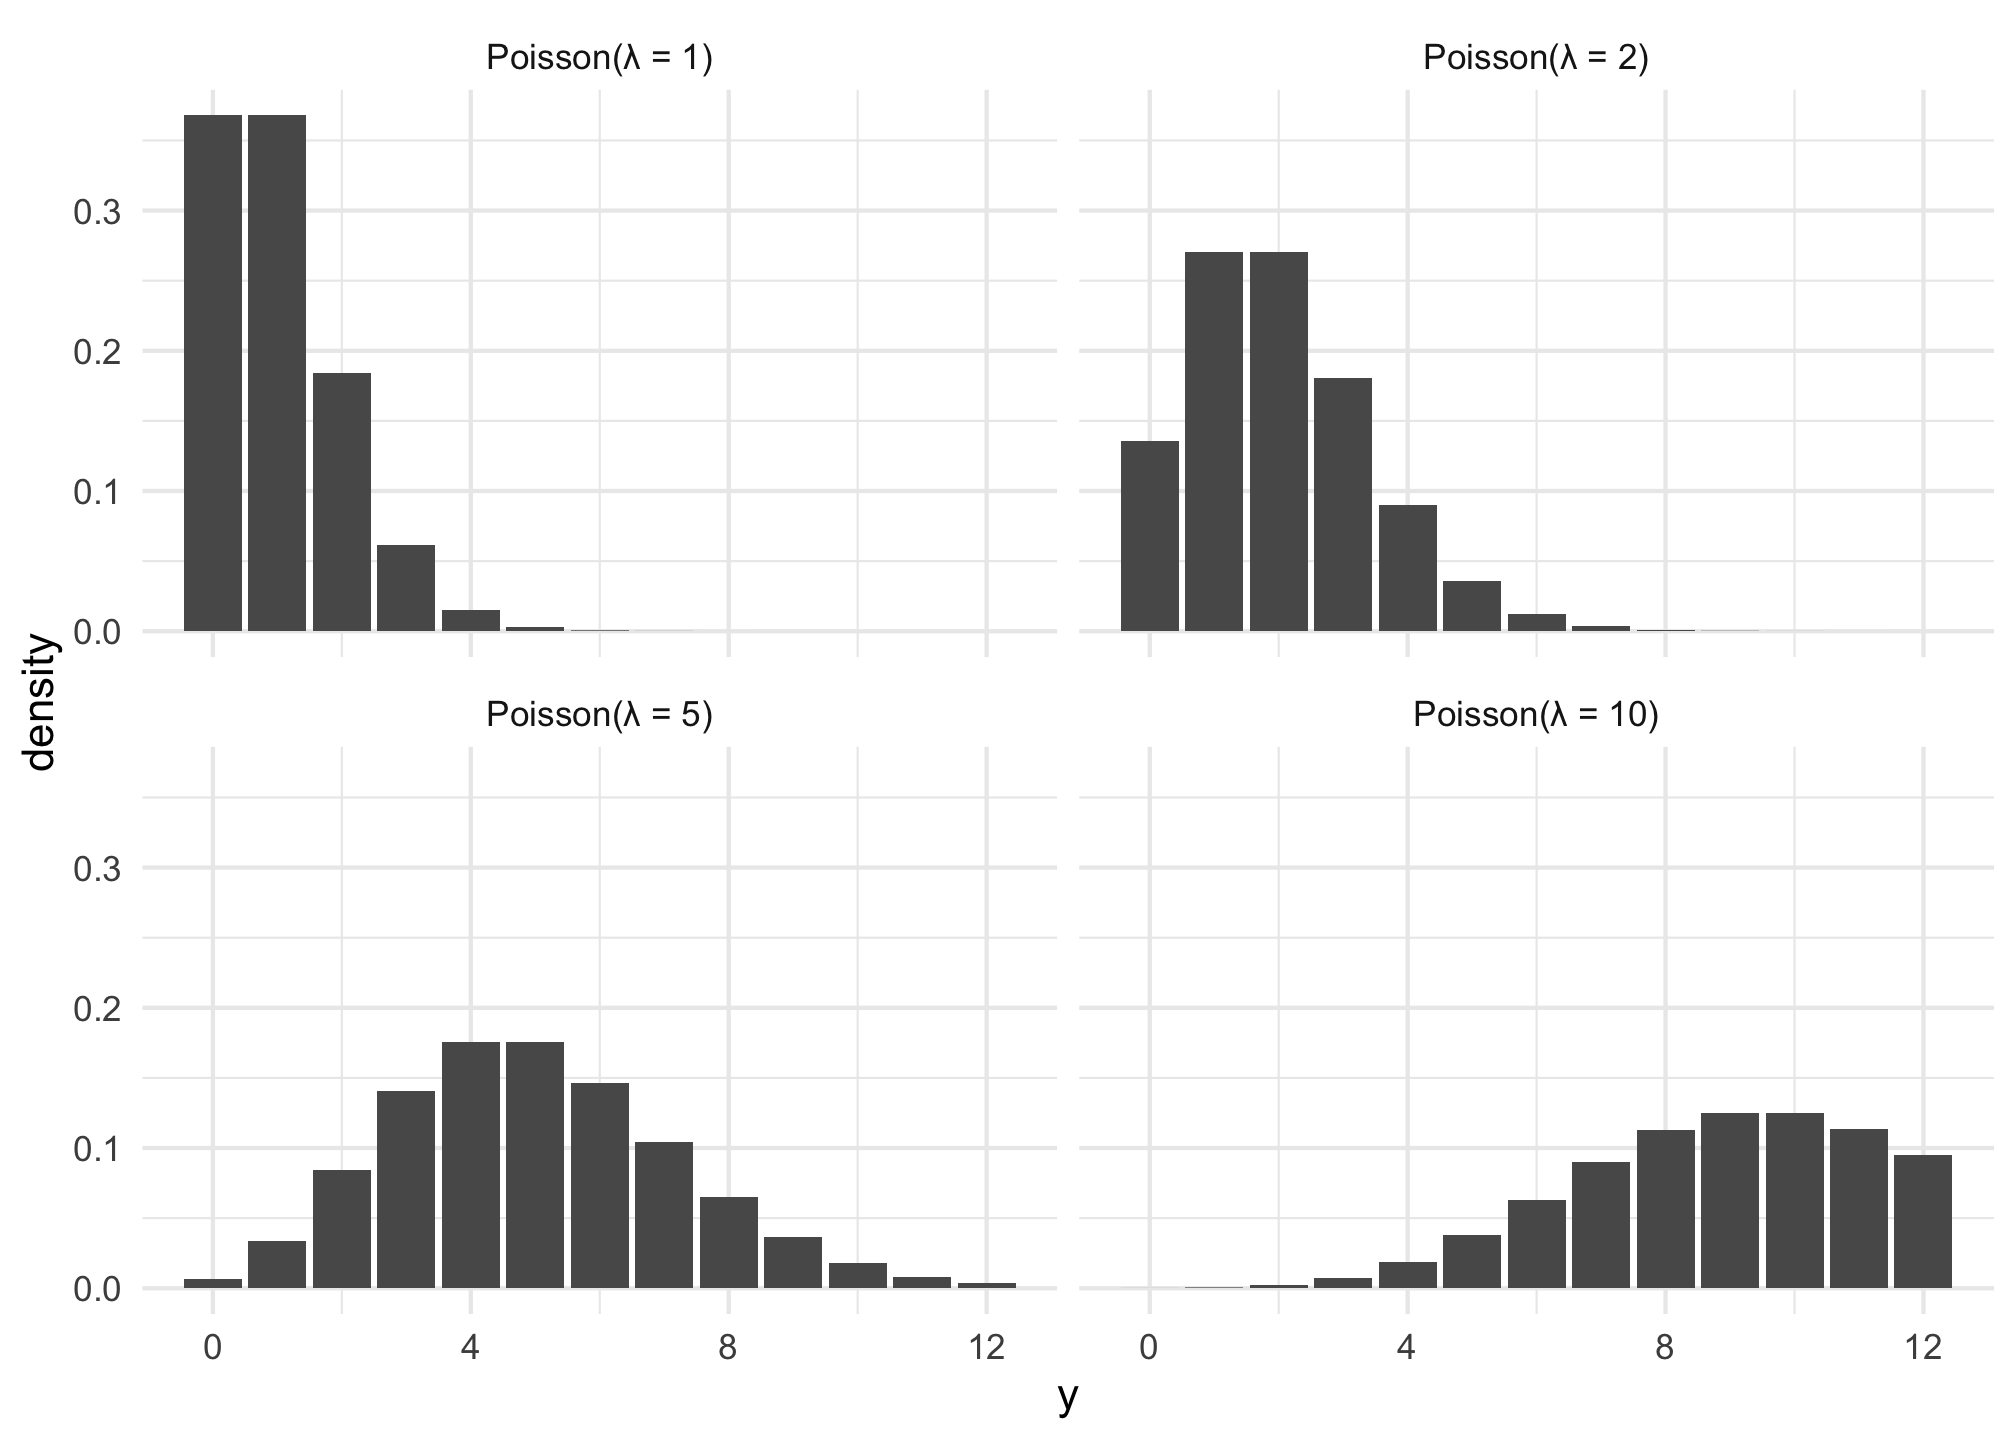 Poisson(λ = 1)
Poisson(λ = 2)
0.3
0.2
0.1
0.0
density
Poisson(λ = 5)
Poisson(λ = 10)
0.3
0.2
0.1
0.0
0 4 8 12
0 4 8 12
y